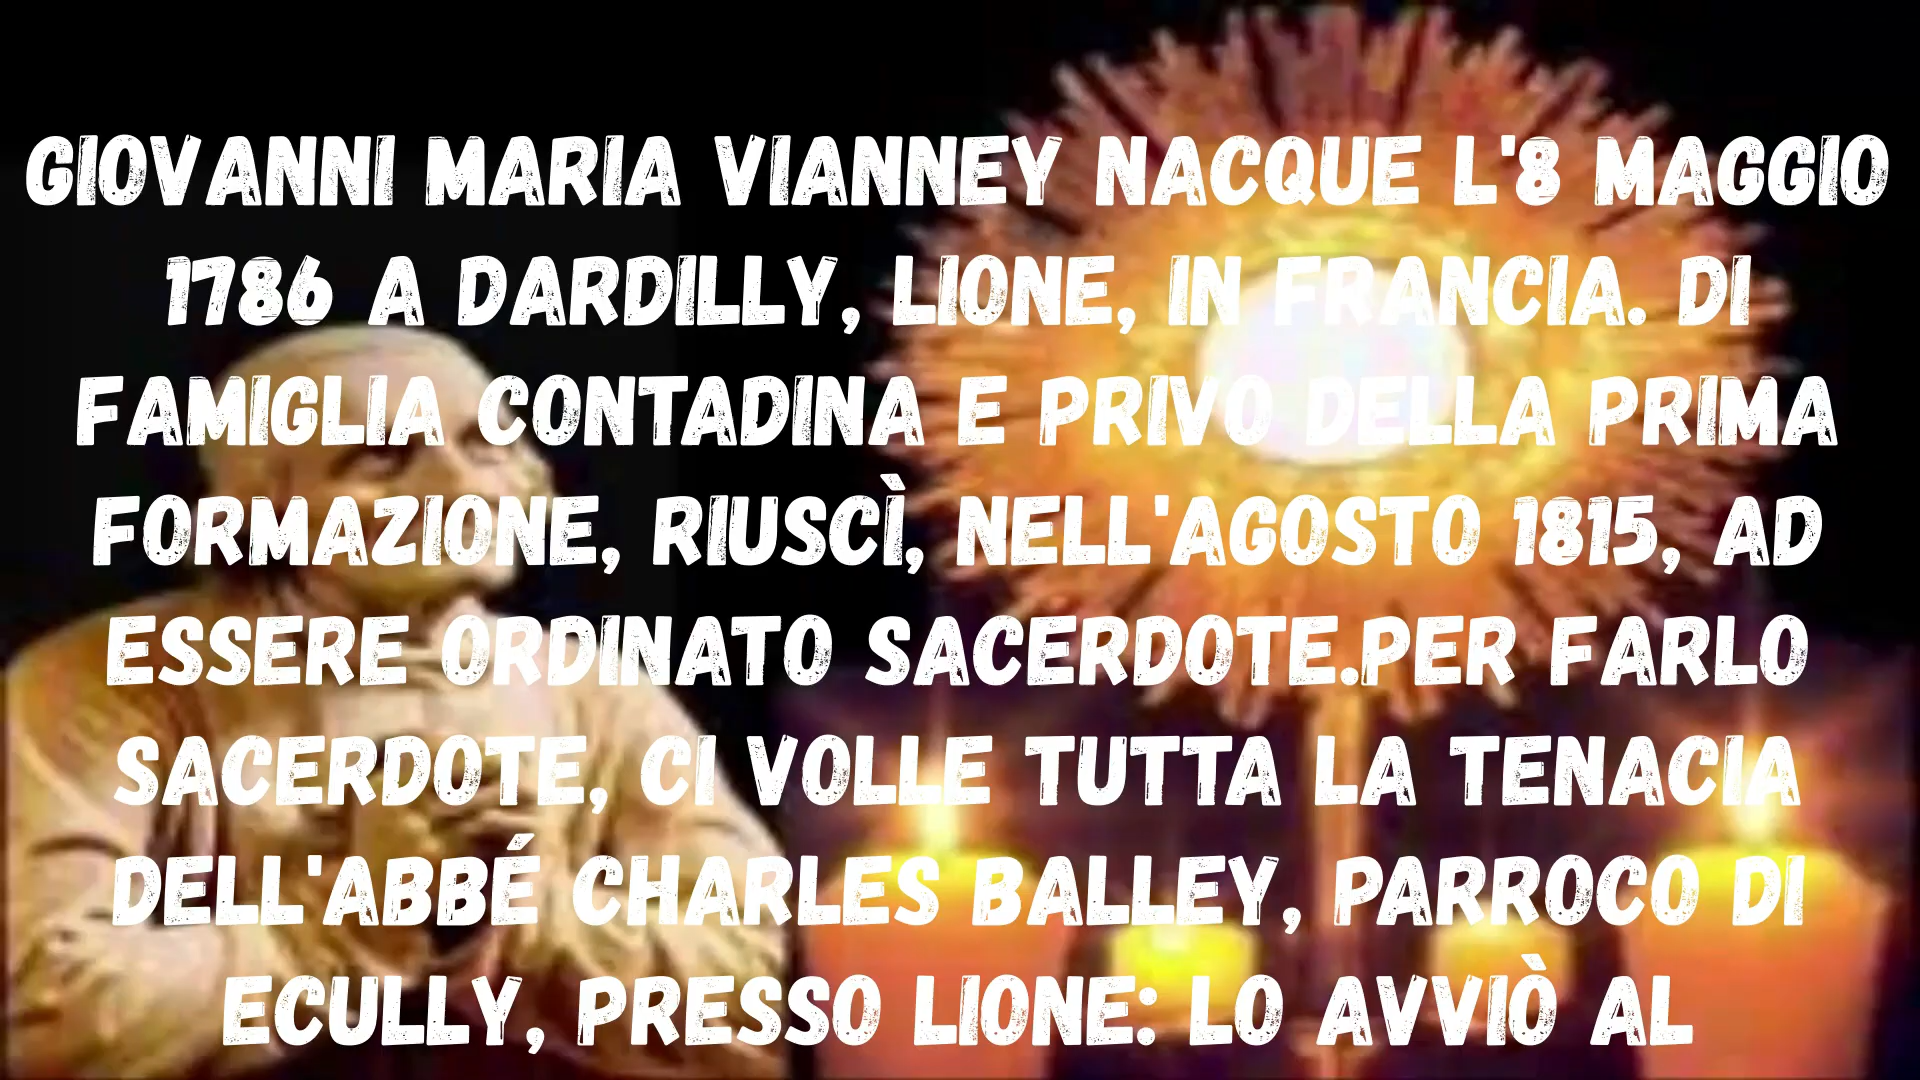 GIOVANNI MARIA VIANNEY NACQUE L'8 MAGGIO
1786 A DARDILLY, LIONE, IN FRANCIA. DI
FAMIGLIA CONTADINA E PRIVO DELLA PRIMA
FORMAZIONE, RIUSCÌ, NELL'AGOSTO 1815, AD
ESSERE ORDINATO SACERDOTE.PER FARLO
SACERDOTE, CI VOLLE TUTTA LA TENACIA
DELL'ABBÉ CHARLES BALLEY, PARROCO DI
ECULLY, PRESSO LIONE: LO AVVIÒ AL